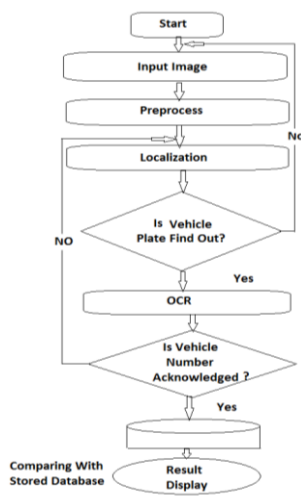 Start
Input Image
Preprocess
No
Localization
Is Vehicle
Plate Find Out?
NO
Yes
OCR
Is Vehicle
Number
Acknowledged ?
Yes
Comparing With
Stored Database
Result
Display